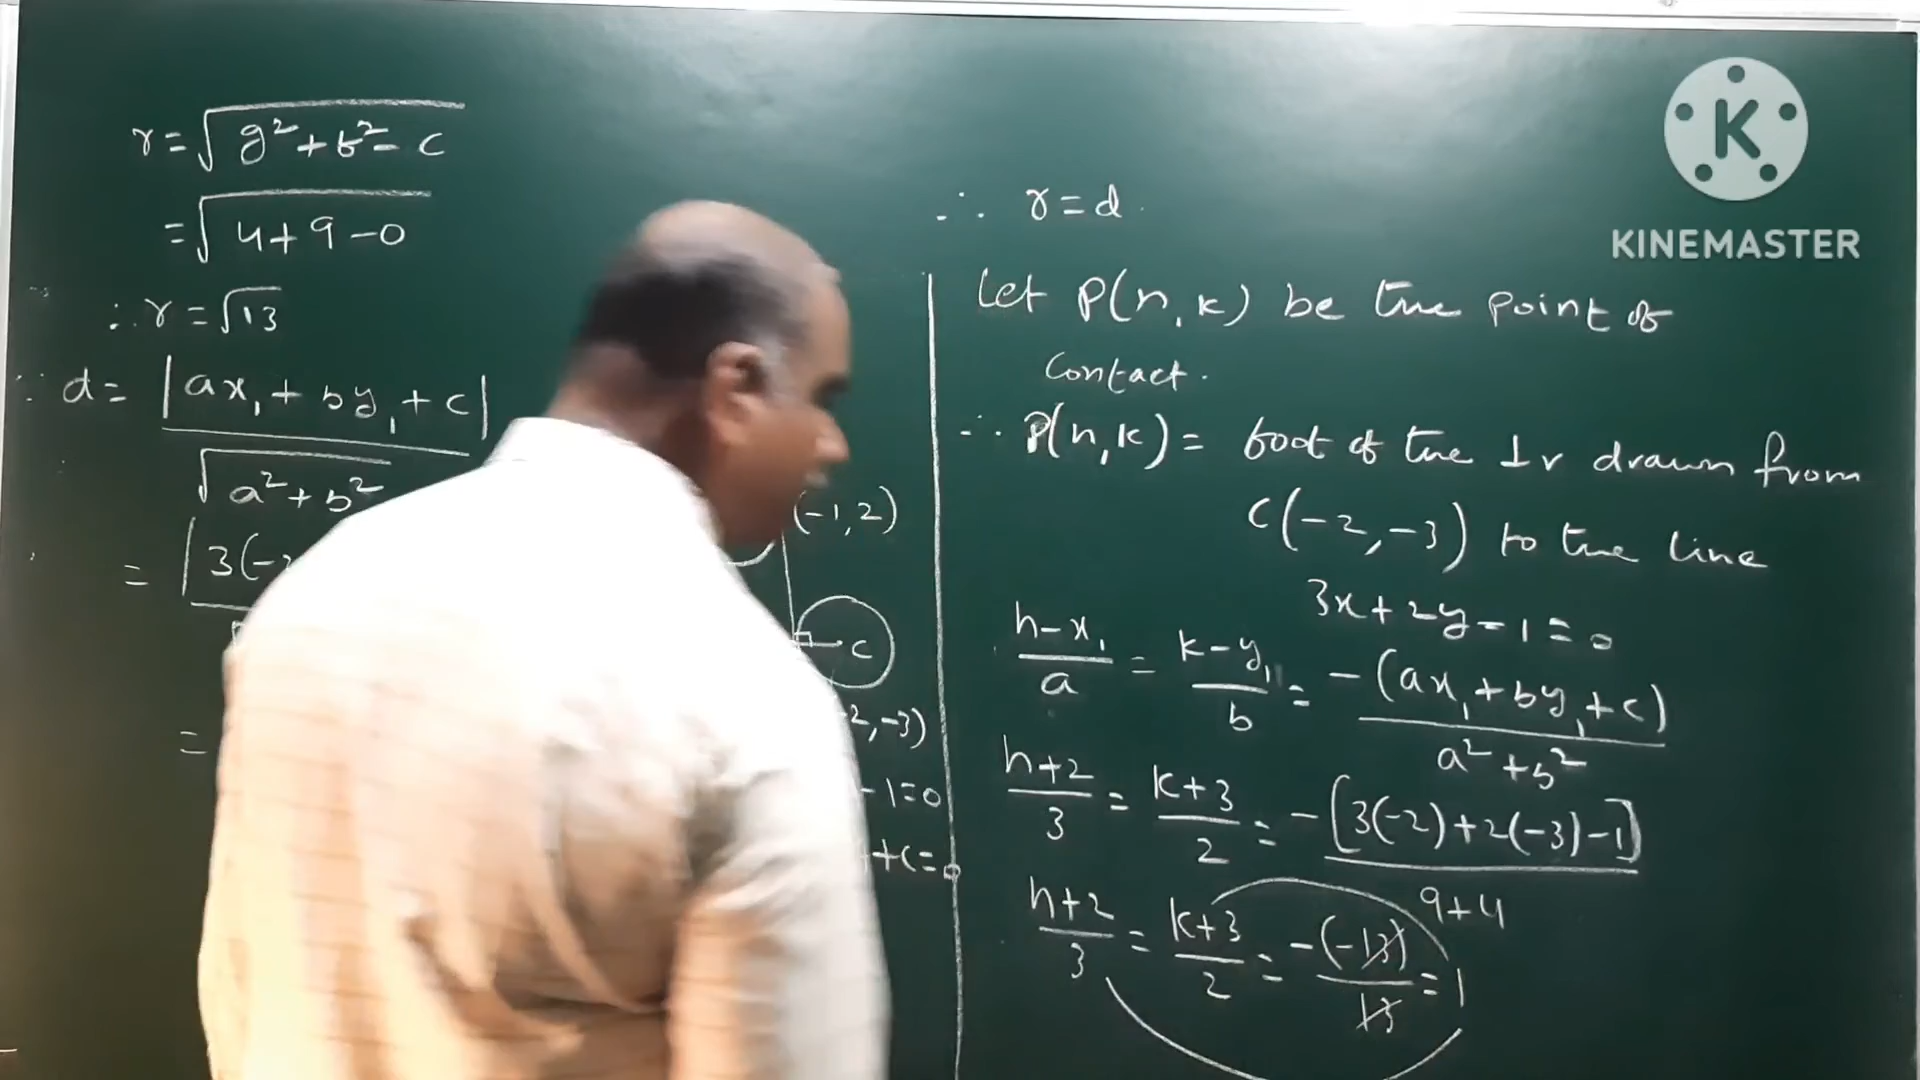 r = √g² + f² - c
= √4 + 9 - 0
∴ r = √13
∵ d = |ax₁ + by₁ + c|
√a² + b²
= |3(-2
=
(-1, 2)
C
-2, -3)
-1=0
+c=0
∴ r = d.
Let P(h, k) be the point of
contact.
∴ P(h, k) = foot of the ⊥r drawn from
C(-2, -3) to the line
3x + 2y - 1 = 0
h-x₁/a = k-y₁/b = -(ax₁ + by₁ + c)/a² + b²
h+2/3 = k+3/2 = -[3(-2)+2(-3)-1]/9+4
h+2/3 = k+3/2 = -(-13)/13 = 1
K
KINEMASTER